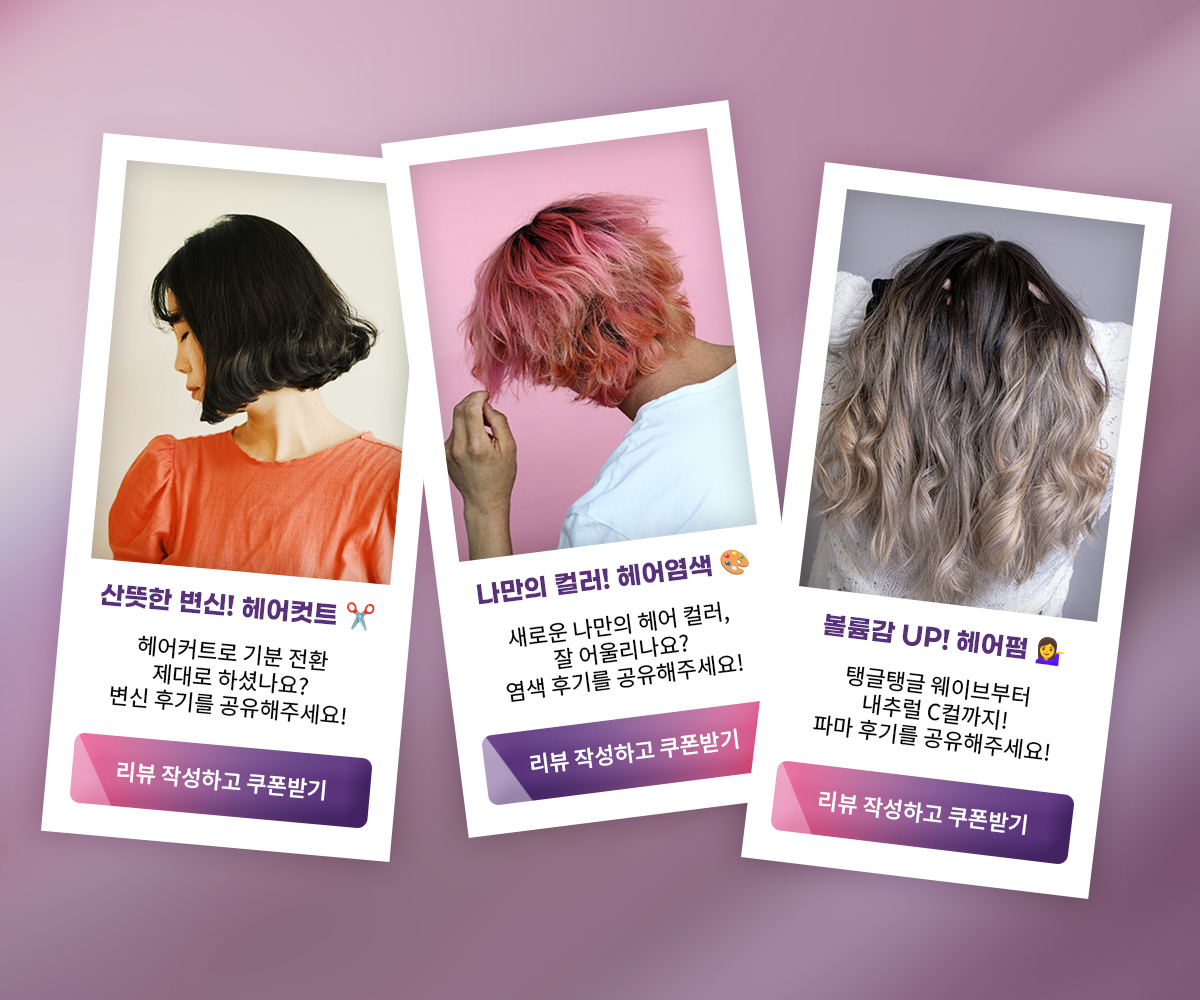 산뜻한 변신! 헤어컷트 ✂️
헤어커트로 기분 전환
제대로 하셨나요?
변신 후기를 공유해주세요!
리뷰 작성하고 쿠폰받기
나만의 컬러! 헤어염색 🎨
새로운 나만의 헤어 컬러,
잘 어울리나요?
염색 후기를 공유해주세요!
리뷰 작성하고 쿠폰받기
볼륨감 UP! 헤어펌 💁‍♀️
탱글탱글 웨이브부터
내추럴 C컬까지!
파마 후기를 공유해주세요!
리뷰 작성하고 쿠폰받기